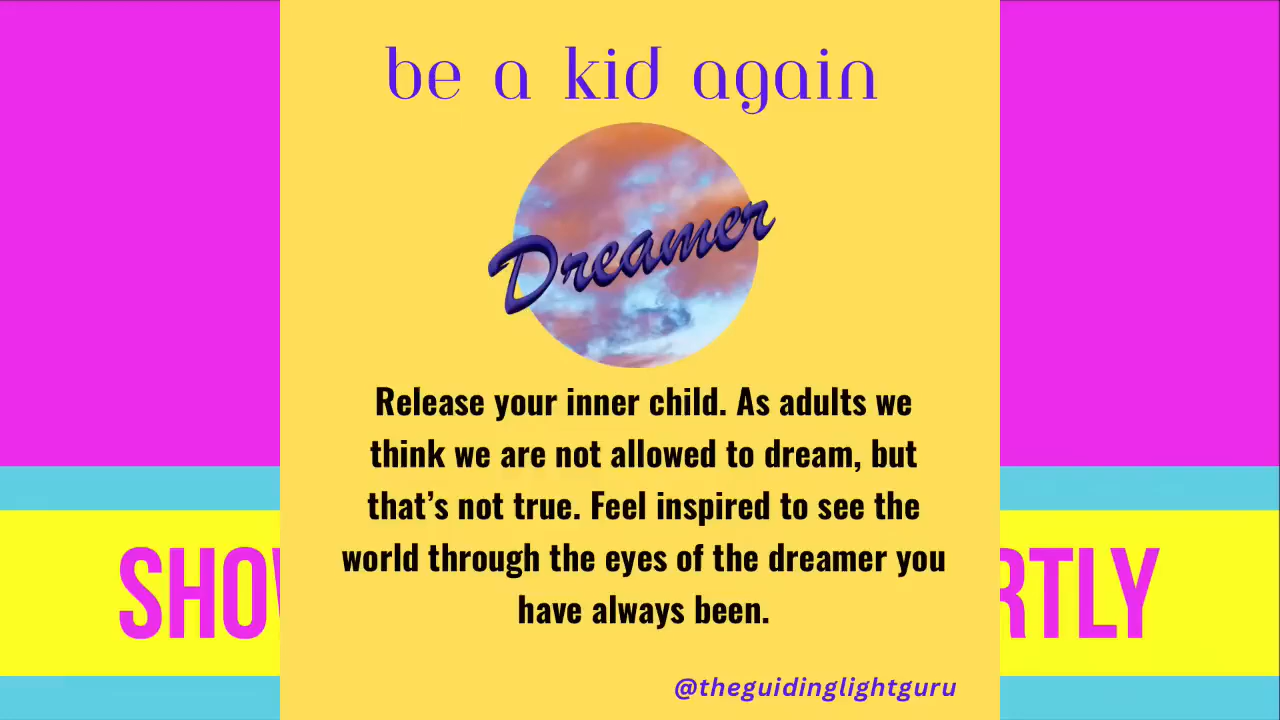 be a kid again
Dreamer
Release your inner child. As adults we
think we are not allowed to dream, but
that’s not true. Feel inspired to see the
world through the eyes of the dreamer you
have always been.
@theguidinglightguru